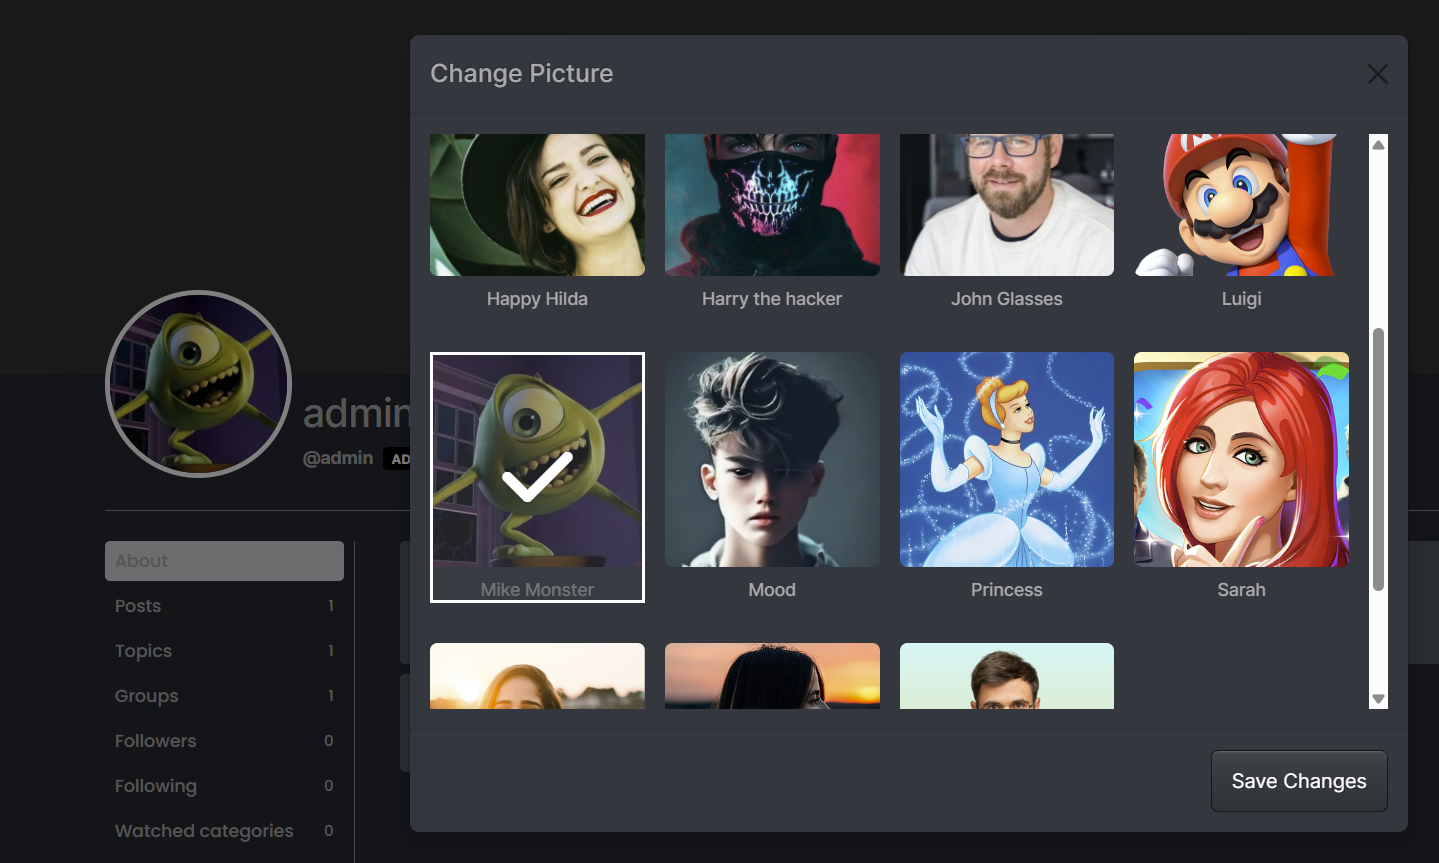 Change Picture
Happy Hilda
Harry the hacker
John Glasses
Luigi
Mike Monster
Mood
Princess
Sarah
Save Changes
admin
@admin AD
About
Posts 1
Topics 1
Groups 1
Followers 0
Following 0
Watched categories 0